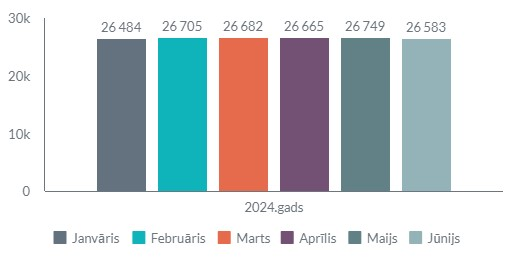 30k
26 484 26 705 26 682 26 665 26 749 26 583
20k
10k
0
2024.gads
Janvāris Februāris Marts Aprīlis Maijs Jūnijs